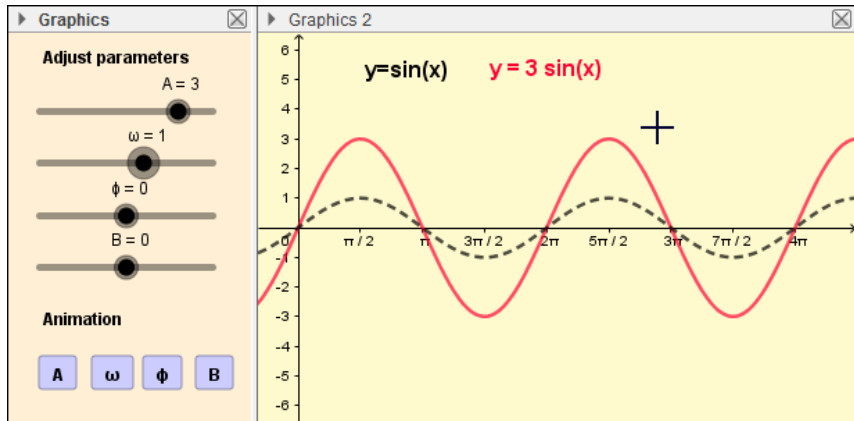 Graphics
Adjust parameters
A = 3
ω = 1
ϕ = 0
B = 0
Animation
A ω ϕ B
Graphics 2
y=sin(x) y = 3 sin(x)
6
5
4
3
2
1
0 π / 2 π 3π / 2 2π 5π / 2 3π 7π / 2 4π
-1
-2
-3
-4
-5
-6